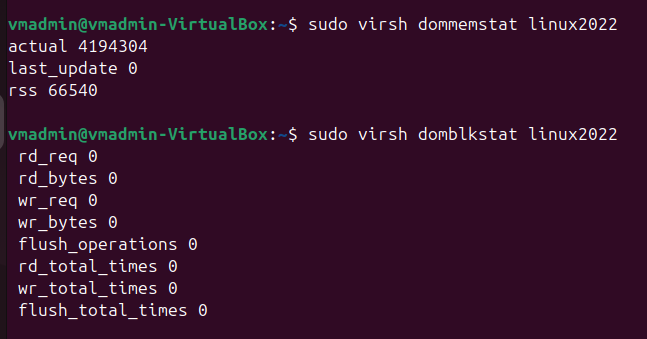 vmadmin@vmadmin-VirtualBox:~$ sudo virsh dommemstat linux2022
actual 4194304
last_update 0
rss 66540
vmadmin@vmadmin-VirtualBox:~$ sudo virsh domblkstat linux2022
rd_req 0
rd_bytes 0
wr_req 0
wr_bytes 0
flush_operations 0
rd_total_times 0
wr_total_times 0
flush_total_times 0